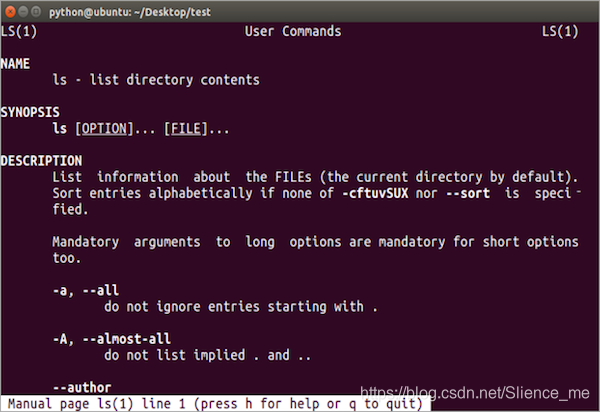 python@ubuntu: ~/Desktop/test
LS(1) User Commands LS(1)
NAME
ls - list directory contents
SYNOPSIS
ls [OPTION]... [FILE]...
DESCRIPTION
List information about the FILEs (the current directory by default).
Sort entries alphabetically if none of -cftuvSUX nor --sort is speci-
fied.
Mandatory arguments to long options are mandatory for short options
too.
-a, --all
do not ignore entries starting with .
-A, --almost-all
do not list implied . and ..
--author
Manual page ls(1) line 1 (press h for help or q to quit)
https://blog.csdn.net/Slience_me